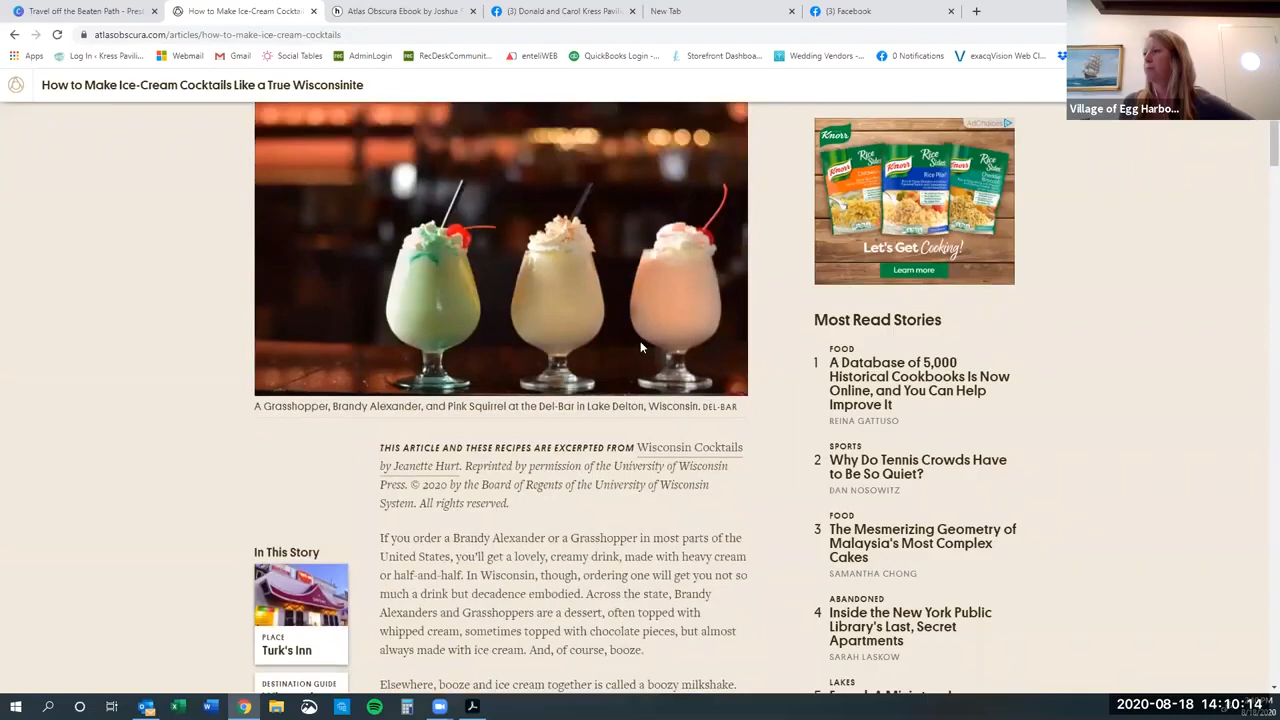 Travel off the Beaten Path - Pres
How to Make Ice-Cream Cocktail
Atlas Obscura Ebook by Joshua
(3) Donald and Carol Kress Pavil
New Tab
(3) Facebook
atlasobscura.com/articles/how-to-make-ice-cream-cocktails
Apps
Log In ‹ Kress Pavili...
Webmail
Gmail
Social Tables
AdminLogin
RecDeskCommunit...
enteliWEB
QuickBooks Login -...
Storefront Dashboa...
Wedding Vendors -...
0 Notifications
exacqVision Web Cl...
How to Make Ice-Cream Cocktails Like a True Wisconsinite
Village of Egg Harbo...
AdChoices
Knorr
Let's Get Cooking!
Learn more
A Grasshopper, Brandy Alexander, and Pink Squirrel at the Del-Bar in Lake Delton, Wisconsin. DEL-BAR
THIS ARTICLE AND THESE RECIPES ARE EXCERPTED FROM Wisconsin Cocktails
by Jeanette Hurt. Reprinted by permission of the University of Wisconsin
Press. © 2020 by the Board of Regents of the University of Wisconsin
System. All rights reserved.
If you order a Brandy Alexander or a Grasshopper in most parts of the
United States, you'll get a lovely, creamy drink, made with heavy cream
or half-and-half. In Wisconsin, though, ordering one will get you not so
much a drink but decadence embodied. Across the state, Brandy
Alexanders and Grasshoppers are a dessert, often topped with
whipped cream, sometimes topped with chocolate pieces, but almost
always made with ice cream. And, of course, booze.
Elsewhere, booze and ice cream together is called a boozy milkshake.
In This Story
PLACE
Turk's Inn
DESTINATION GUIDE
Most Read Stories
FOOD
1 A Database of 5,000
Historical Cookbooks Is Now
Online, and You Can Help
Improve It
REINA GATTUSO
SPORTS
2 Why Do Tennis Crowds Have
to Be So Quiet?
DAN NOSOWITZ
FOOD
3 The Mesmerizing Geometry of
Malaysia's Most Complex
Cakes
SAMANTHA CHONG
ABANDONED
4 Inside the New York Public
Library's Last, Secret
Apartments
SARAH LASKOW
LAKES
2020-08-18 14:10:14